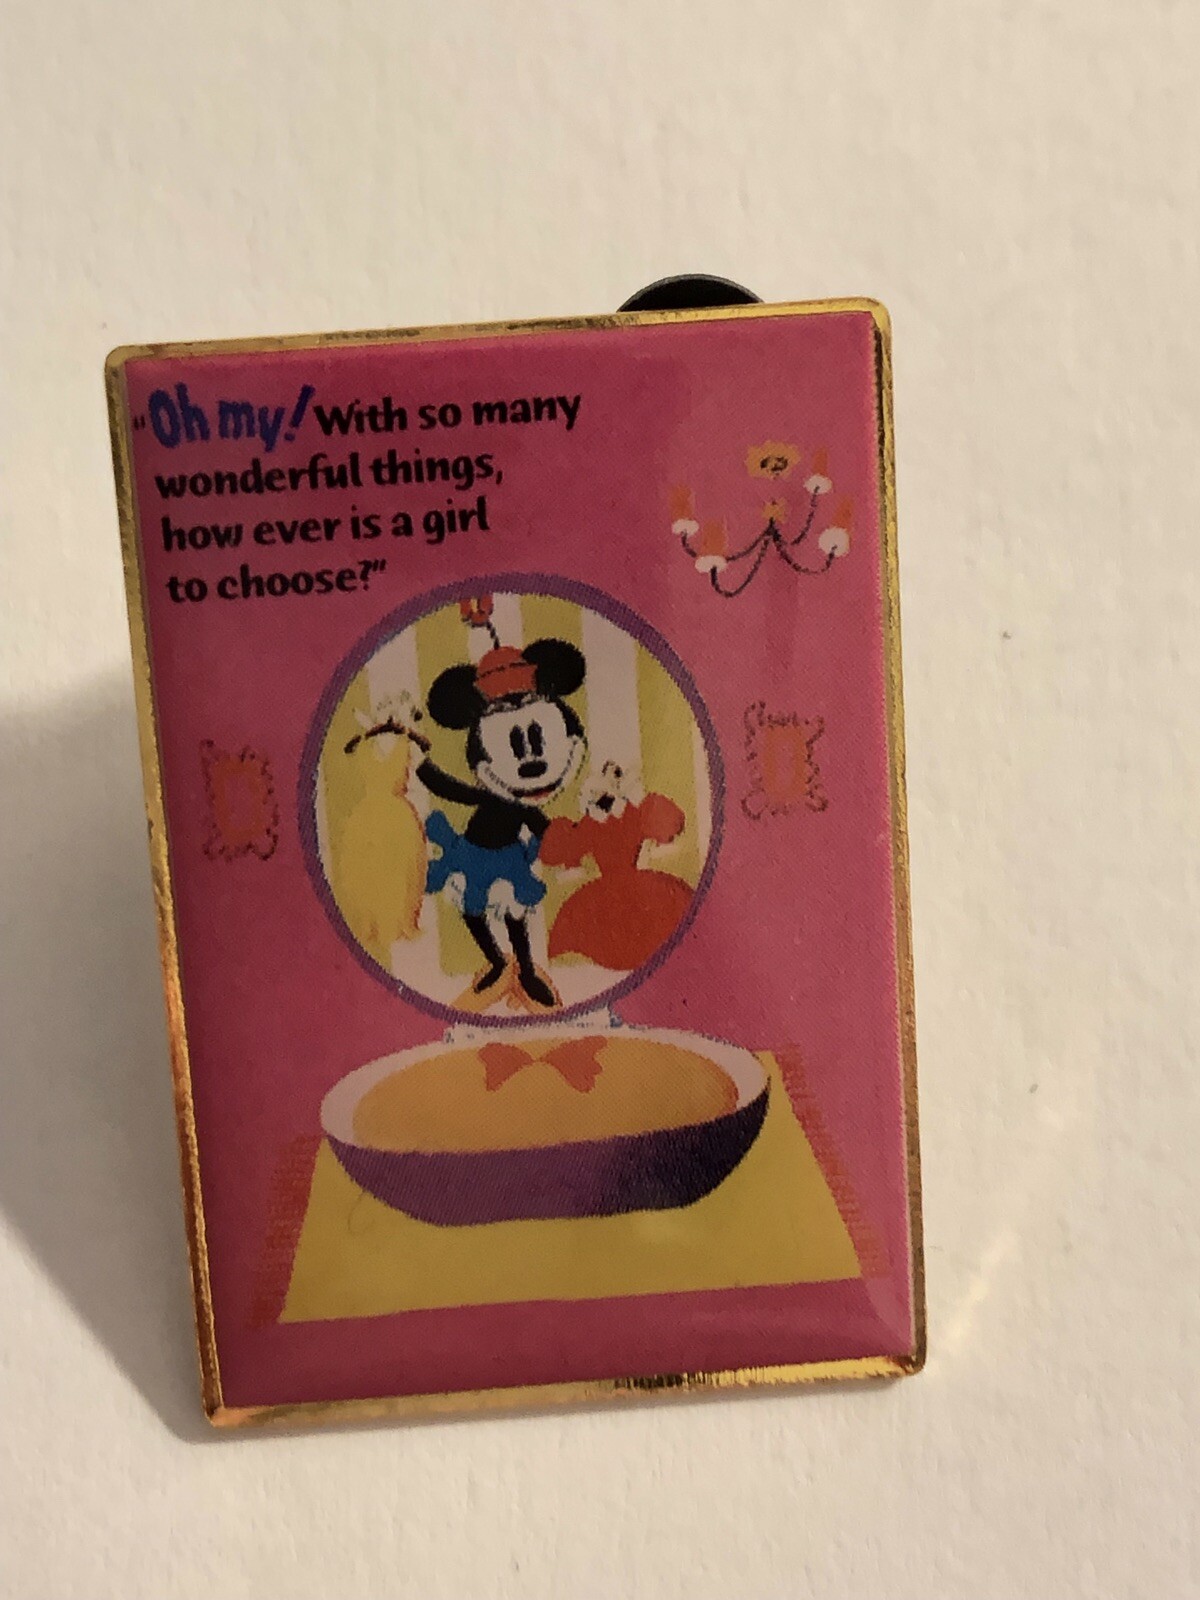 "Oh my! With so many
wonderful things,
how ever is a girl
to choose?"